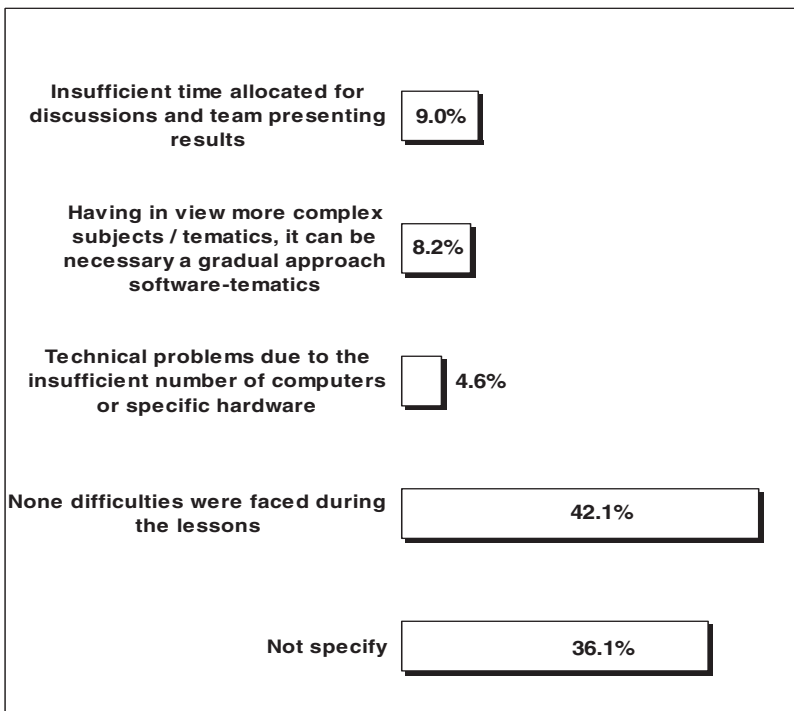 Insufficient time allocated for
discussions and team presenting
results
9.0%
Having in view more complex
subjects / tematics, it can be
necessary a gradual approach
software-tematics
8.2%
Technical problems due to the
insufficient number of computers
or specific hardware
4.6%
None difficulties were faced during
the lessons
42.1%
Not specify
36.1%